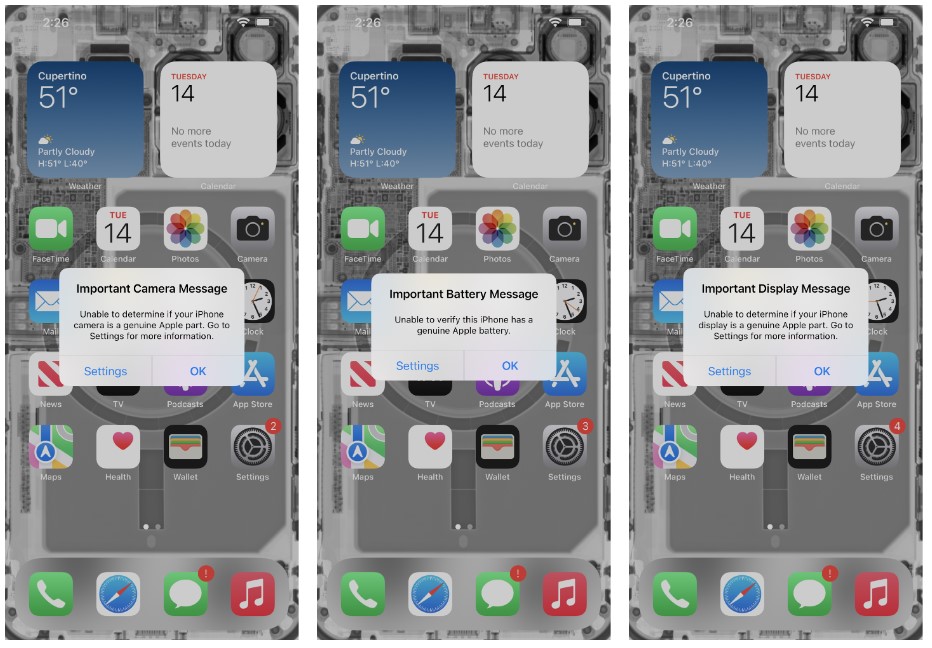 2:26
Cupertino
51°
Partly Cloudy
H:51° L:40°
Weather
TUESDAY
14
No more
events today
Calendar
FaceTime
TUE
14
Calendar
Photos
Camera
Mail
Clock
Important Camera Message
Unable to determine if your iPhone
camera is a genuine Apple part. Go to
Settings for more information.
Settings
OK
News
TV
Podcasts
App Store
Maps
Health
Wallet
2
Settings
!
2:26
Cupertino
51°
Partly Cloudy
H:51° L:40°
Weather
TUESDAY
14
No more
events today
Calendar
FaceTime
TUE
14
Calendar
Photos
Camera
Mail
Clock
Important Battery Message
Unable to verify this iPhone has a
genuine Apple battery.
Settings
OK
News
TV
Podcasts
App Store
Maps
Health
Wallet
3
Settings
!
2:26
Cupertino
51°
Partly Cloudy
H:51° L:40°
Weather
TUESDAY
14
No more
events today
Calendar
FaceTime
TUE
14
Calendar
Photos
Camera
Mail
Clock
Important Display Message
Unable to determine if your iPhone
display is a genuine Apple part. Go to
Settings for more information.
Settings
OK
News
TV
Podcasts
App Store
Maps
Health
Wallet
4
Settings
!